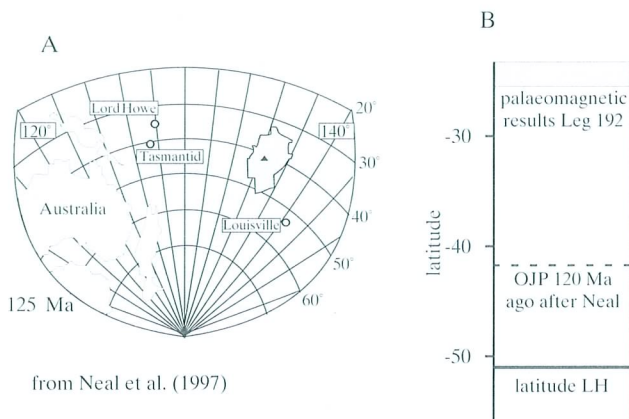 A
B
Lord Howe
20°
120°
140°
Tasmantid
30°
Australia
40°
Louisville
50°
60°
125 Ma
from Neal et al. (1997)
palaeomagnetic
results Leg 192
-30
latitude
-40
OJP 120 Ma
ago after Neal
-50
latitude LH